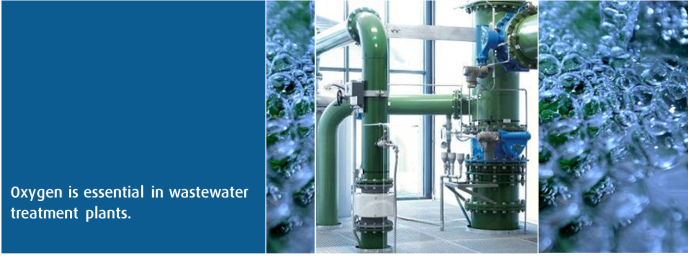 Oxygen is essential in wastewater
treatment plants.